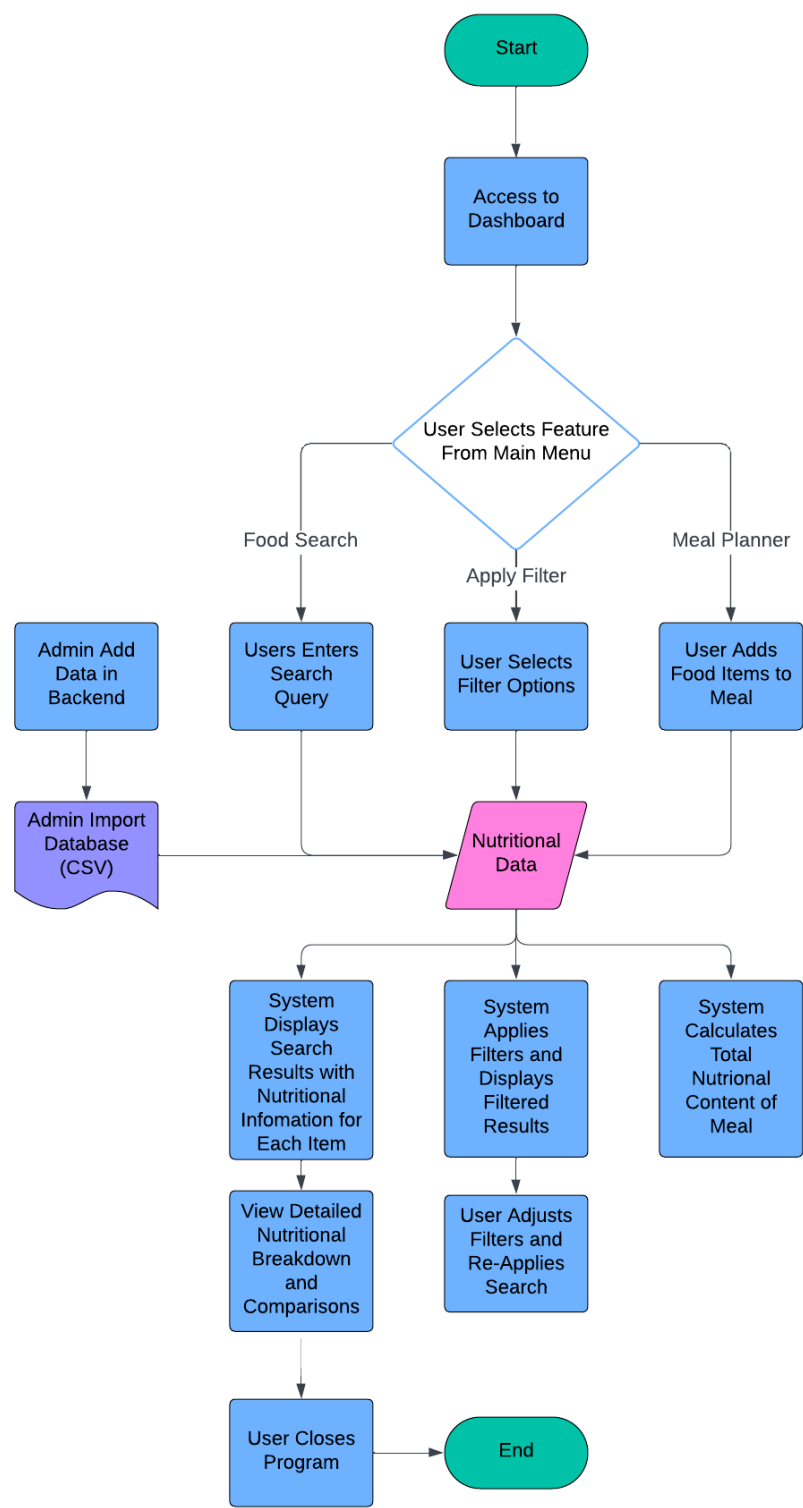 Start
Access to
Dashboard
User Selects Feature
From Main Menu
Food Search
Apply Filter
Meal Planner
Admin Add
Data in
Backend
Users Enters
Search
Query
User Selects
Filter Options
User Adds
Food Items to
Meal
Admin Import
Database
(CSV)
Nutritional
Data
System
Displays
Search
Results with
Nutritional
Infomation for
Each Item
System
Applies
Filters and
Displays
Filtered
Results
System
Calculates
Total
Nutrional
Content of
Meal
View Detailed
Nutritional
Breakdown
and
Comparisons
User Adjusts
Filters and
Re-Applies
Search
User Closes
Program
End